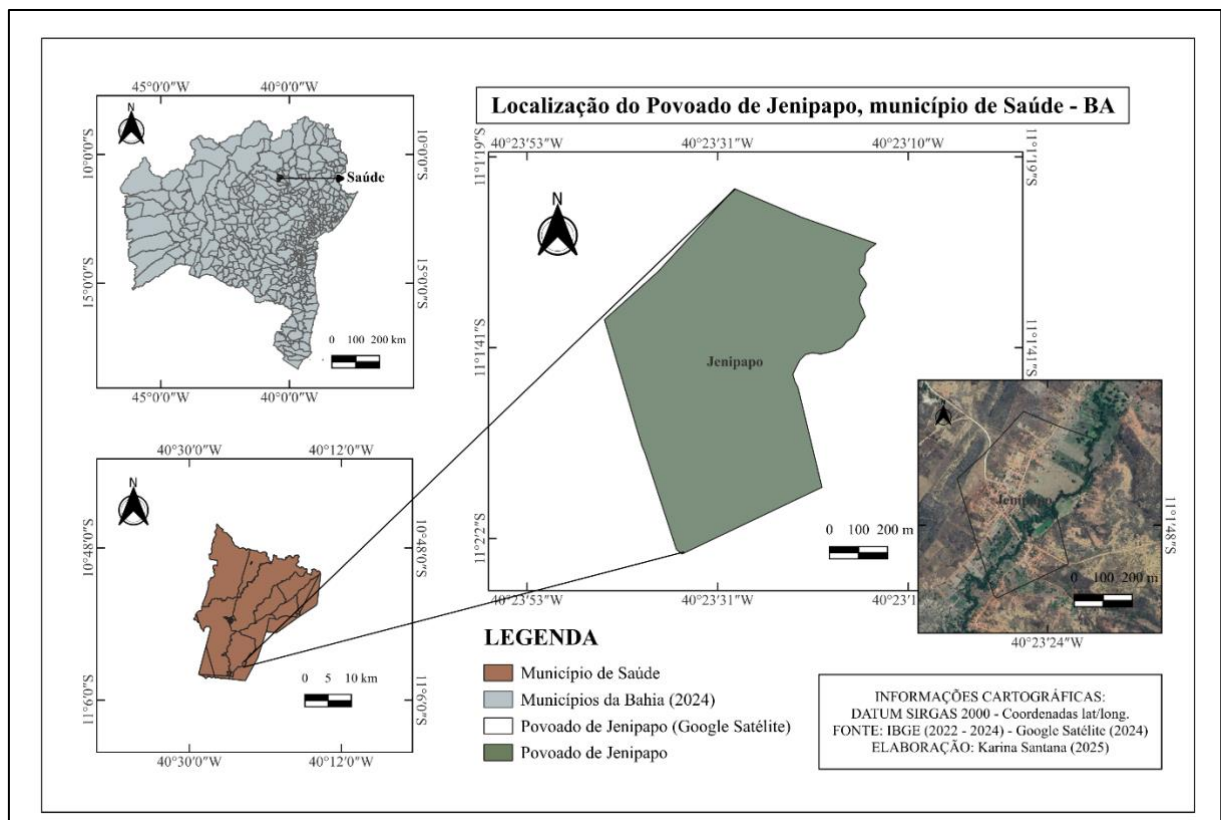 Localização do Povoado de Jenipapo, município de Saúde - BA
45°0'0"W 40°0'0"W
N
10°0'0"S
10°0'0"S
Saúde
15°0'0"S
15°0'0"S
0 100 200 km
45°0'0"W 40°0'0"W
40°23'53"W 40°23'31"W 40°23'10"W
11°1'19"S
11°1'19"S
N
11°1'41"S
11°1'41"S
Jenipapo
11°2'2"S
0 100 200 m
40°23'53"W 40°23'31"W 40°23'1
N
Jenipapo
11°1'48"S
0 100 200 m
40°23'24"W
40°30'0"W 40°12'0"W
N
10°48'0"S
10°48'0"S
0 5 10 km
11°6'0"S
11°6'0"S
40°30'0"W 40°12'0"W
LEGENDA
Município de Saúde
Municípios da Bahia (2024)
Povoado de Jenipapo (Google Satélite)
Povoado de Jenipapo
INFORMAÇÕES CARTOGRÁFICAS:
DATUM SIRGAS 2000 - Coordenadas lat/long.
FONTE: IBGE (2022 - 2024) - Google Satélite (2024)
ELABORAÇÃO: Karina Santana (2025)